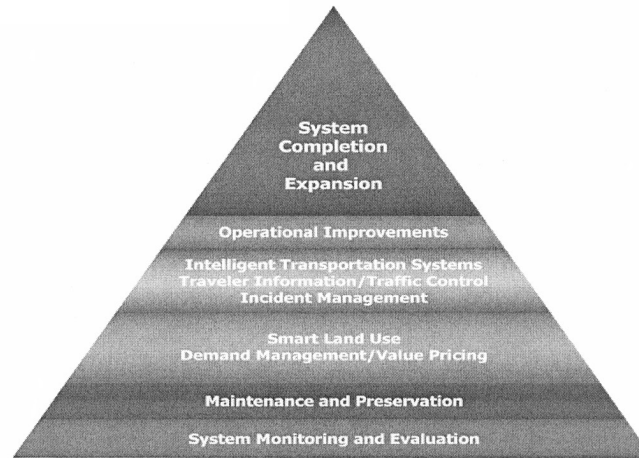 System
Completion
and
Expansion
Operational Improvements
Intelligent Transportation Systems
Traveler Information/Traffic Control
Incident Management
Smart Land Use
Demand Management/Value Pricing
Maintenance and Preservation
System Monitoring and Evaluation